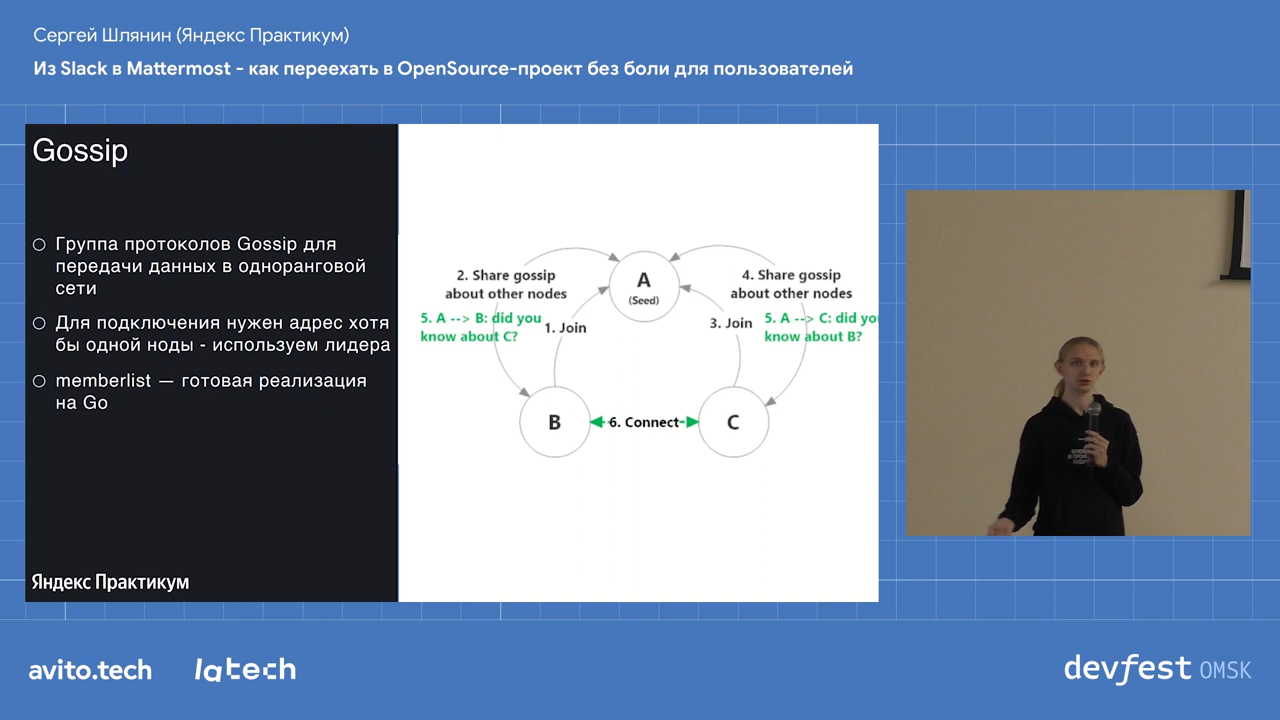 Сергей Шлянин (Яндекс Практикум)
Из Slack в Mattermost - как переехать в OpenSource-проект без боли для пользователей
Gossip
Группа протоколов Gossip для
передачи данных в одноранговой
сети
Для подключения нужен адрес хотя
бы одной ноды - используем лидера
memberlist — готовая реализация
на Go
Яндекс Практикум
A
(Seed)
2. Share gossip
about other nodes
4. Share gossip
about other nodes
5. A --> B: did you
know about C?
1. Join
3. Join
5. A --> C: did you
know about B?
B
6. Connect
C
avito.tech
latech
devfest OMSK